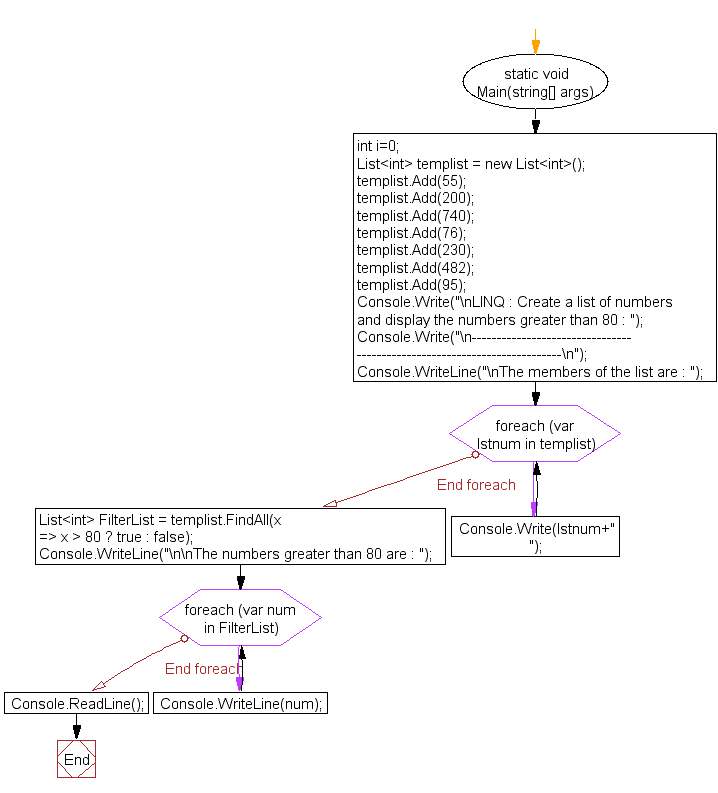 static void
Main(string[] args)
int i=0;
List<int> templist = new List<int>();
templist.Add(55);
templist.Add(200);
templist.Add(740);
templist.Add(76);
templist.Add(230);
templist.Add(482);
templist.Add(95);
Console.Write("\nLINQ : Create a list of numbers
and display the numbers greater than 80 : ");
Console.Write("\n--------------------------------
-----------------------------------------\n");
Console.WriteLine("\nThe members of the list are : ");
foreach (var
lstnum in templist)
End foreach
Console.Write(lstnum+"
");
List<int> FilterList = templist.FindAll(x
=> x > 80 ? true : false);
Console.WriteLine("\n\nThe numbers greater than 80 are : ");
foreach (var num
in FilterList)
End foreach
Console.ReadLine();
Console.WriteLine(num);
End